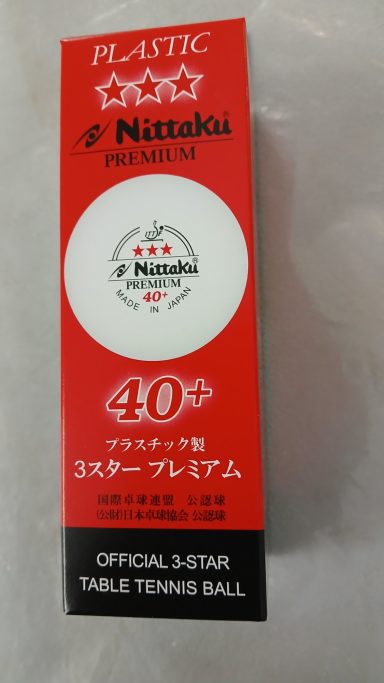 PLASTIC
Nittaku®
PREMIUM
ITTF
Nittaku
PREMIUM
40+
MADE IN JAPAN
40+
プラスチック製
3スター プレミアム
国際卓球連盟 公認球
(公財)日本卓球協会 公認球
OFFICIAL 3-STAR
TABLE TENNIS BALL